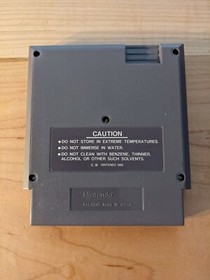 CAUTION
•DO NOT STORE IN EXTREME TEMPERATURES.
•DO NOT IMMERSE IN WATER.
•DO NOT CLEAN WITH BENZENE, THINNER,
ALCOHOL OR OTHER SUCH SOLVENTS.
Nintendo